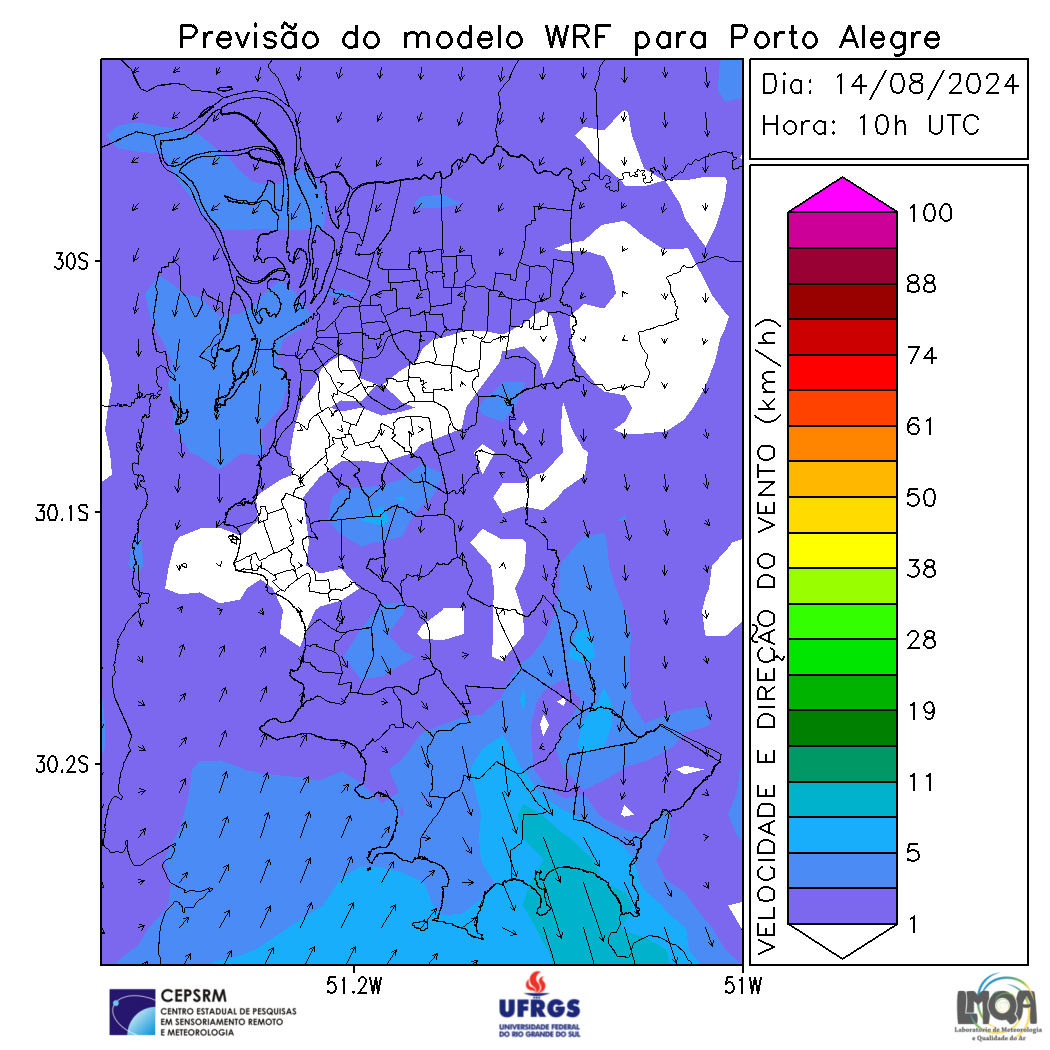 Previsão do modelo WRF para Porto Alegre
Dia: 14/08/2024
Hora: 10h UTC
30S
30.1S
30.2S
51.2W
51W
VELOCIDADE E DIREÇÃO DO VENTO (km/h)
100
88
74
61
50
38
28
19
11
5
1
CEPSRM
CENTRO ESTADUAL DE PESQUISAS
EM SENSORIAMENTO REMOTO
E METEOROLOGIA
UFRGS
UNIVERSIDADE FEDERAL
DO RIO GRANDE DO SUL
LMQA
Laboratório de Meteorologia
e Qualidade do Ar